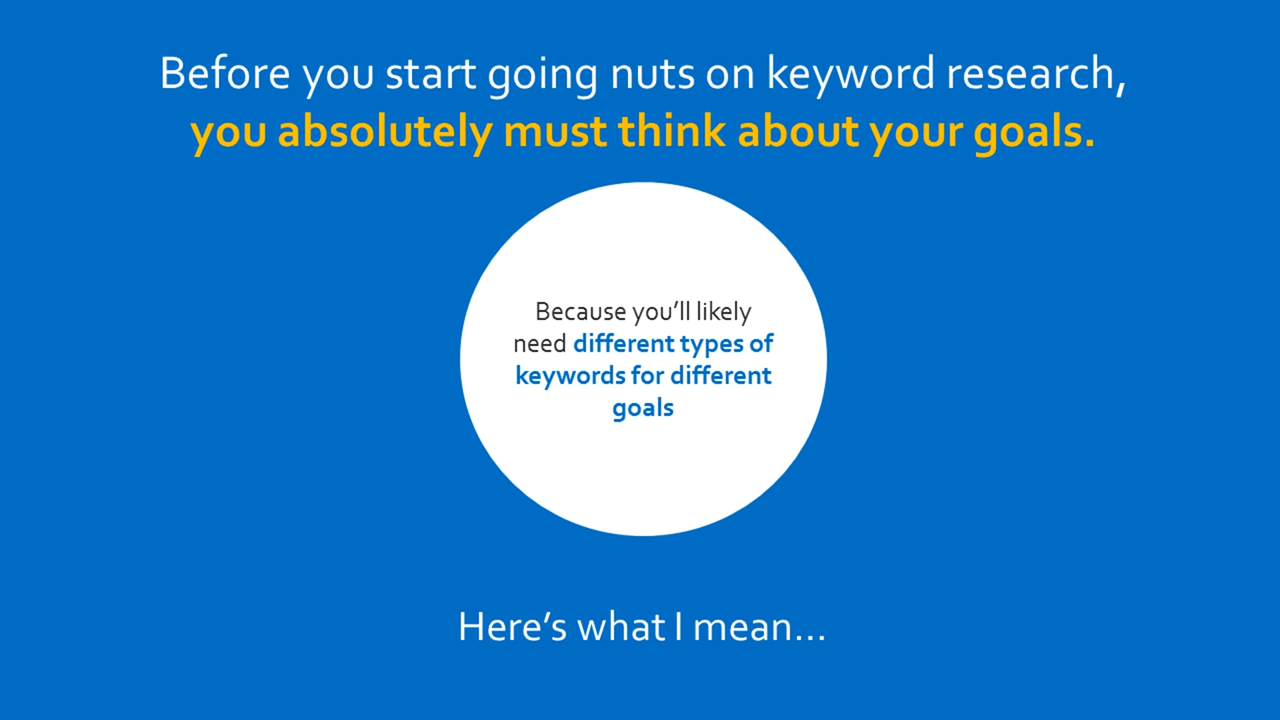 Before you start going nuts on keyword research,
you absolutely must think about your goals.
Because you’ll likely
need different types of
keywords for different
goals
Here’s what I mean...